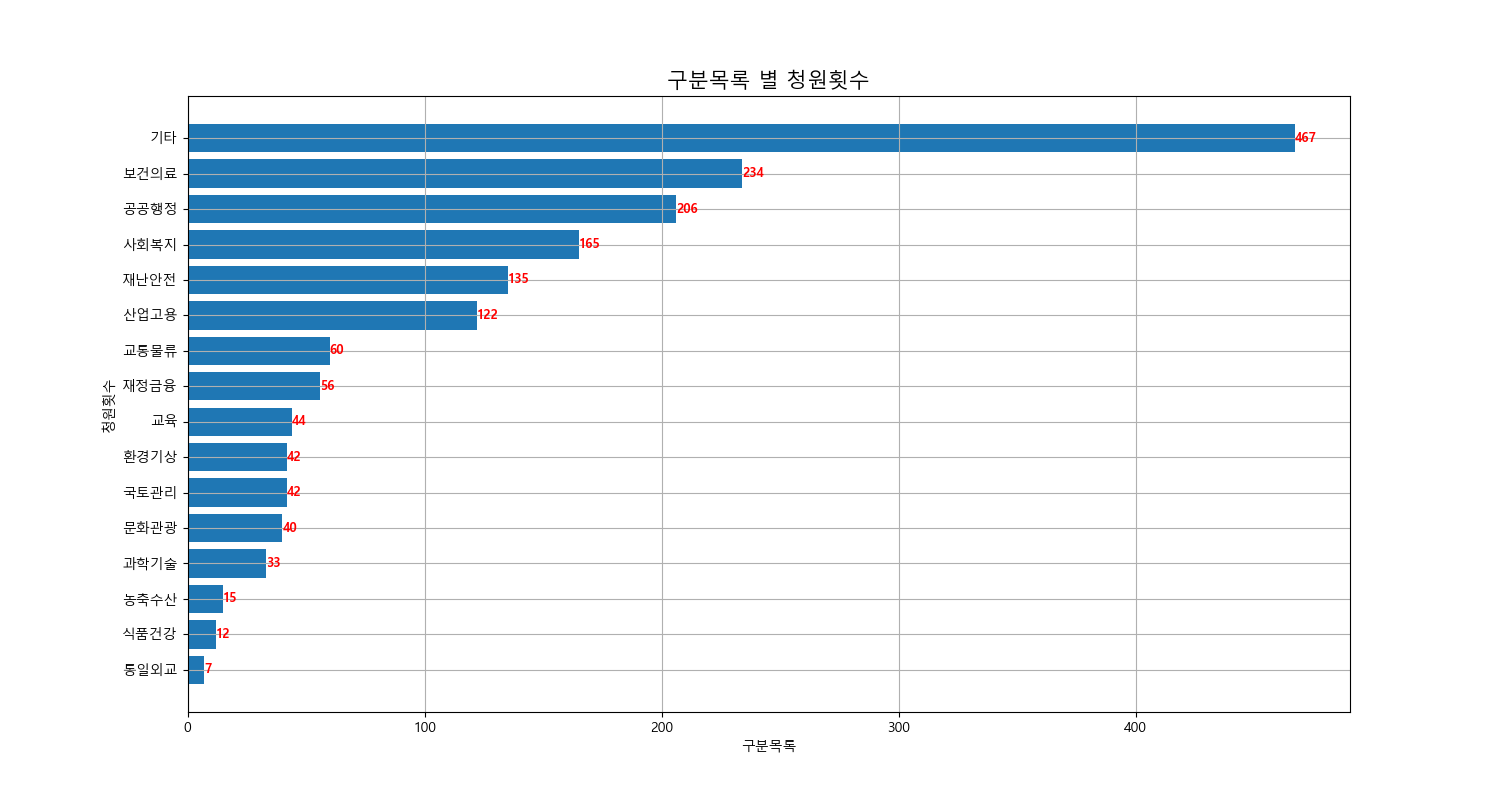 구분목록 별 청원횟수
기타 467
보건의료 234
공공행정 206
사회복지 165
재난안전 135
산업고용 122
교통물류 60
재정금융 56
교육 44
환경기상 42
국토관리 42
문화관광 40
과학기술 33
농축수산 15
식품건강 12
통일외교 7
청원횟수
0 100 200 300 400
구분목록